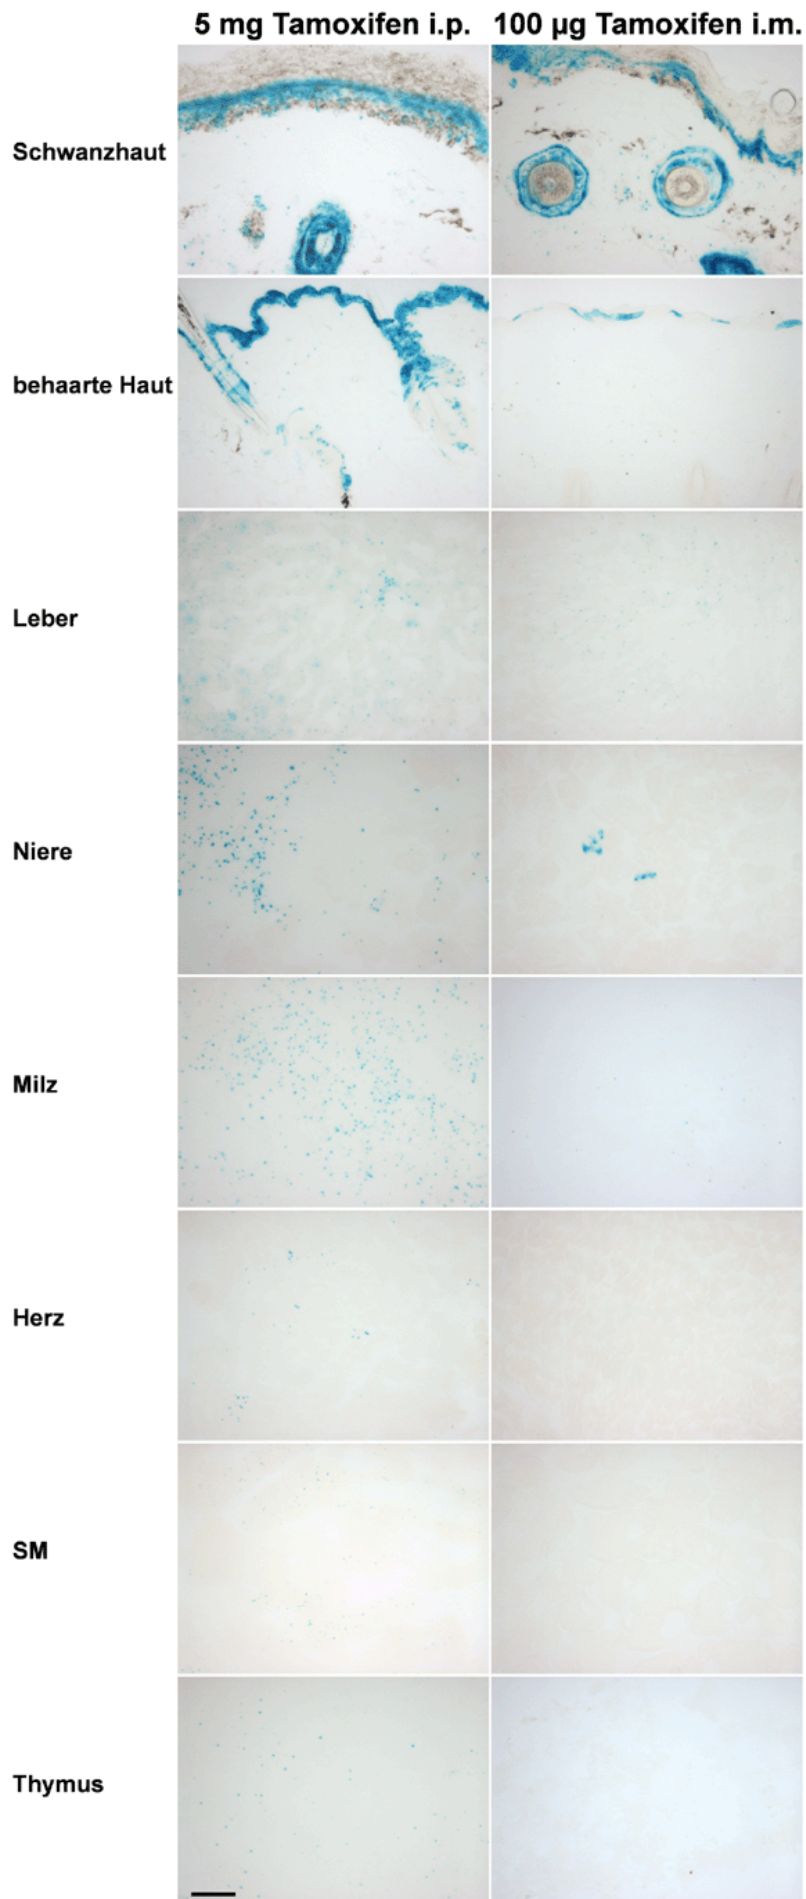 5 mg Tamoxifen i.p. 100 µg Tamoxifen i.m.
Schwanzhaut
behaarte Haut
Leber
Niere
Milz
Herz
SM
Thymus